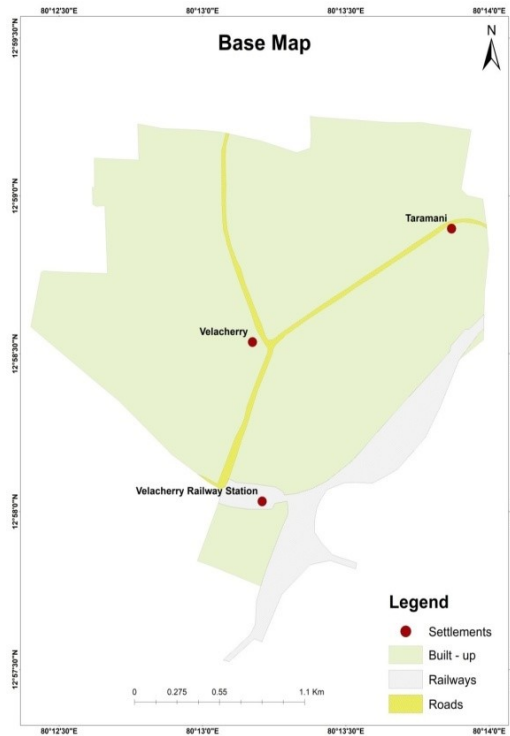 80°12'30"E 80°13'0"E 80°13'30"E 80°14'0"E
Base Map
N
12°59'30"N
12°59'0"N
Taramani
Velacherry
12°58'30"N
Velacherry Railway Station
12°58'0"N
12°57'30"N
Legend
Settlements
Built - up
Railways
Roads
0 0.275 0.55 1.1 Km
80°12'30"E 80°13'0"E 80°13'30"E 80°14'0"E